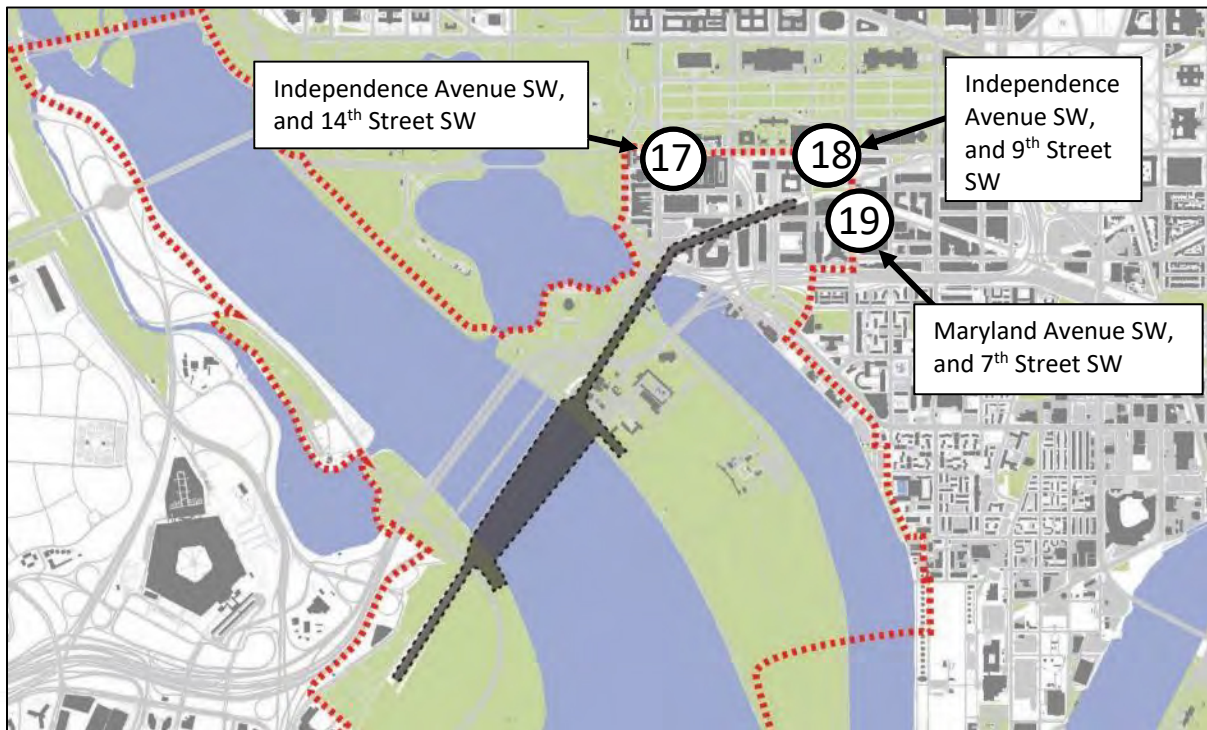 Independence Avenue SW,
and 14th Street SW
Independence
Avenue SW,
and 9th Street
SW
17
18
19
Maryland Avenue SW,
and 7th Street SW